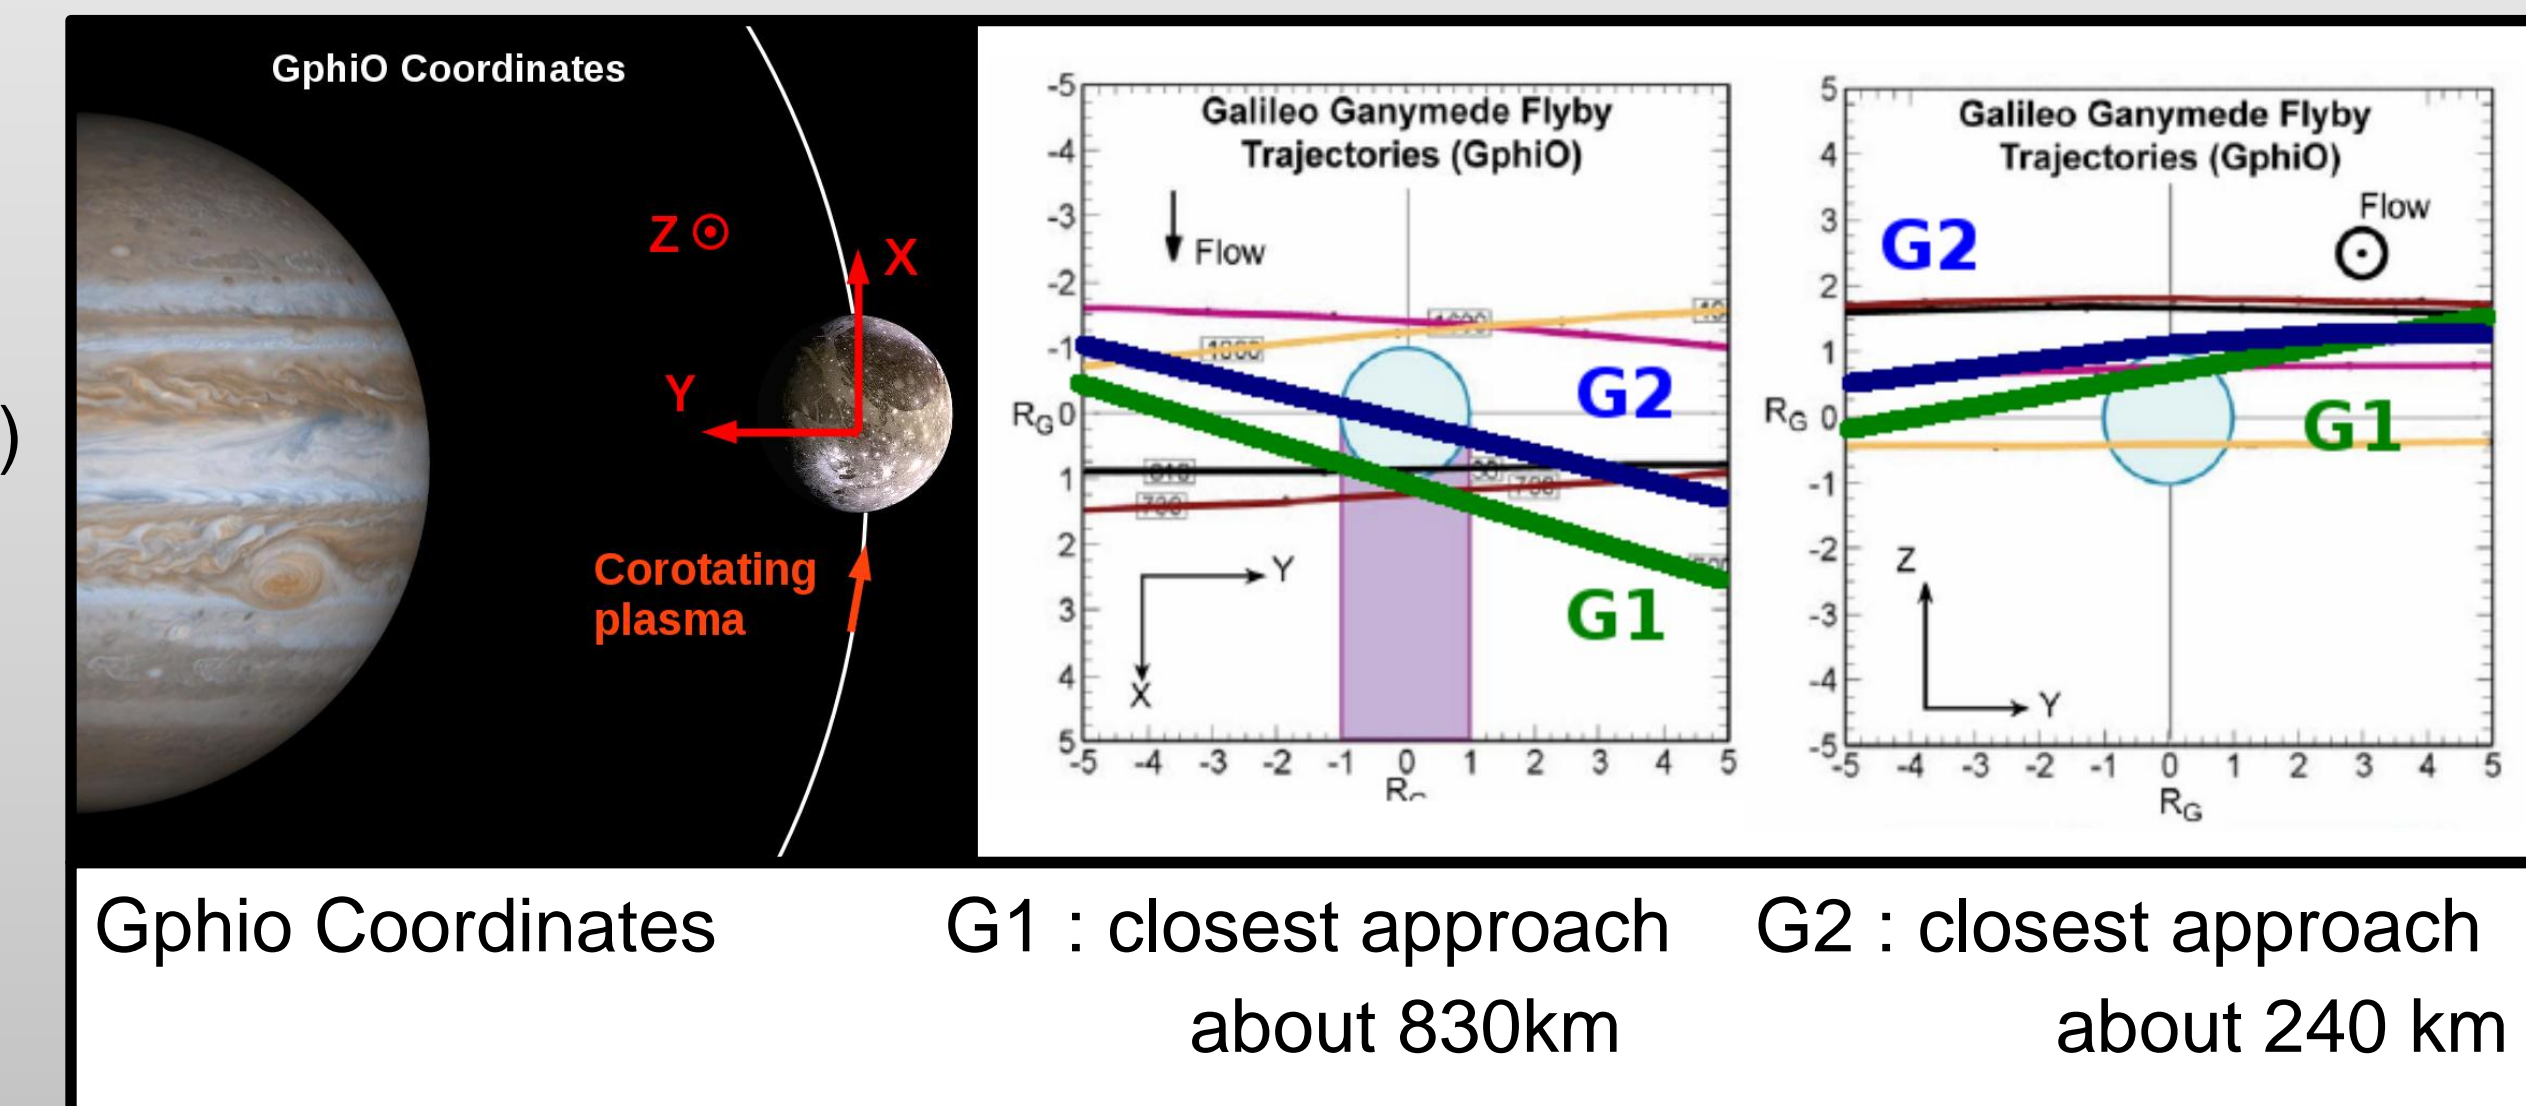 )
GphiO Coordinates
Z
X
Y
Corotating
plasma
Galileo Ganymede Flyby
Trajectories (GphiO)
Flow
G2
G1
Y
X
-5
-4
-3
-2
-1
RG 0
1
2
3
4
5
-5 -4 -3 -2 -1 0 1 2 3 4 5
1000
1000
700
Galileo Ganymede Flyby
Trajectories (GphiO)
Flow
G2
G1
Z
Y
5
4
3
2
1
RG 0
-1
-2
-3
-4
-5
-5 -4 -3 -2 -1 0 1 2 3 4 5
RG
Gphio Coordinates
G1 : closest approach
about 830km
G2 : closest approach
about 240 km